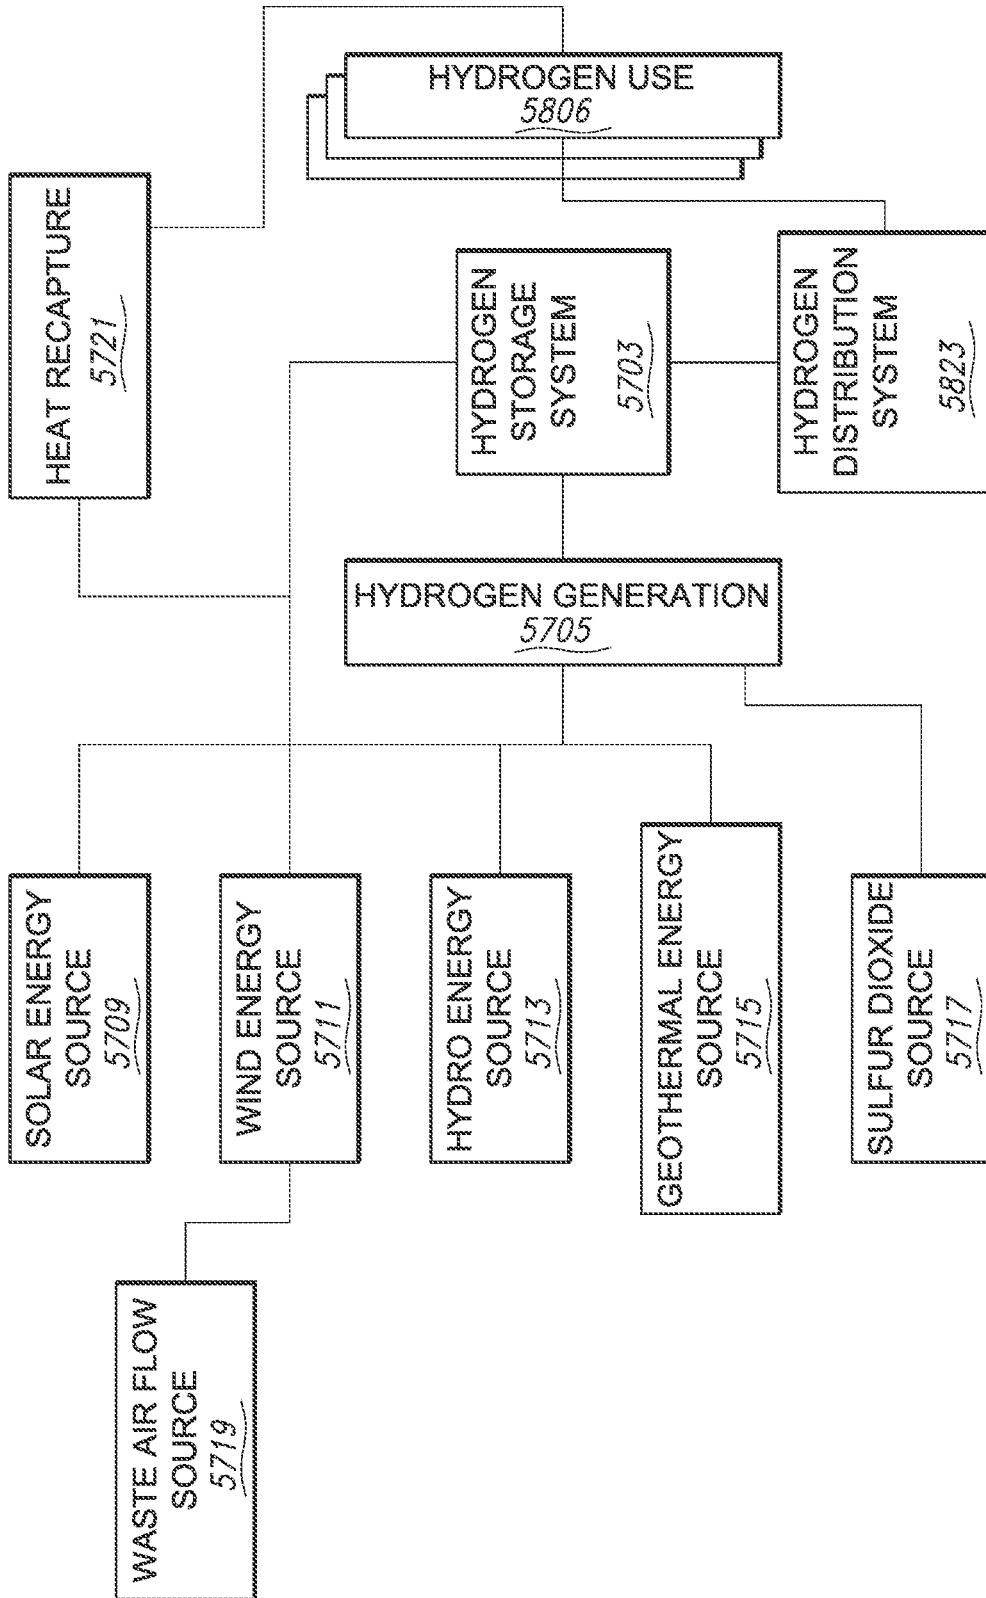 WASTE AIR FLOW
SOURCE
5719
SOLAR ENERGY
SOURCE
5709
WIND ENERGY
SOURCE
5711
HYDRO ENERGY
SOURCE
5713
GEOTHERMAL ENERGY
SOURCE
5715
SULFUR DIOXIDE
SOURCE
5717
HYDROGEN GENERATION
5705
HEAT RECAPTURE
5721
HYDROGEN
STORAGE
SYSTEM
5703
HYDROGEN
DISTRIBUTION
SYSTEM
5823
HYDROGEN USE
5806